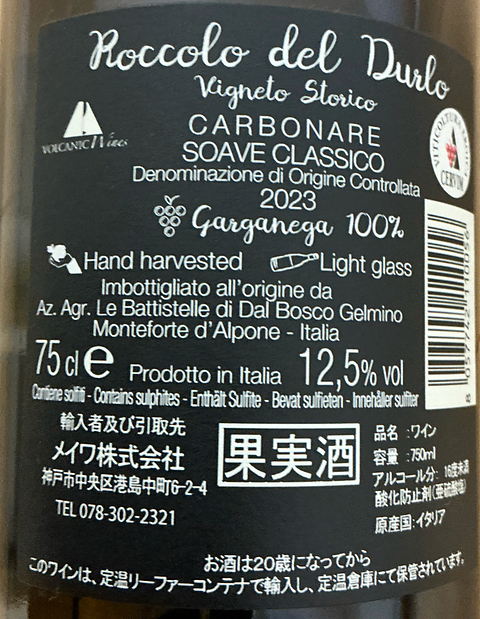 Roccolo del Durlo
Vigneto Storico
CARBONARE
SOAVE CLASSICO
Denominazione di Origine Controllata
2023
Garganega 100%
VOLCANIC Wines
VITICOLTURA
CERVIM
Hand harvested
Light glass
Imbottigliato all'origine da
Az. Agr. Le Battistelle di Dal Bosco Gelmino
Monteforte d'Alpone - Italia
75 cl e Prodotto in Italia 12,5% vol
Contiene solfiti - Contains sulphites - Enthält Sulfite - Bevat sulfieten - Innehåller sulfiter
輸入者及び引取先
メイワ株式会社
神戸市中央区港島中町6-2-4
TEL 078-302-2321
果実酒
品名 :ワイン
容量 :750ml
アルコール分: 16度未満
酸化防止剤(亜硫酸塩)
原産国:イタリア
お酒は20歳になってから
このワインは、定温リーファーコンテナで輸入し、定温倉庫にて保管されています。